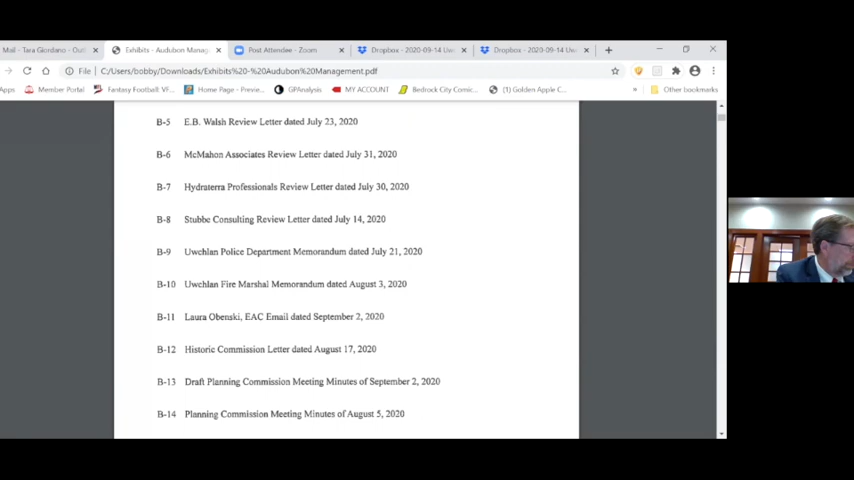 Mail - Tara Giordano - Outl
Exhibits - Audubon Manag
Post Attendee - Zoom
Dropbox - 2020-09-14 Uw
Dropbox - 2020-09-14 Uw
File | C:/Users/bobby/Downloads/Exhibits%20-%20Audubon%20Management.pdf
Apps
Member Portal
Fantasy Football: VF...
Home Page - Preview...
GPAnalysis
MY ACCOUNT
Bedrock City Comic...
(1) Golden Apple C...
Other bookmarks
B-5 E.B. Walsh Review Letter dated July 23, 2020
B-6 McMahon Associates Review Letter dated July 31, 2020
B-7 Hydraterra Professionals Review Letter dated July 30, 2020
B-8 Stubbe Consulting Review Letter dated July 14, 2020
B-9 Uwchlan Police Department Memorandum dated July 21, 2020
B-10 Uwchlan Fire Marshal Memorandum dated August 3, 2020
B-11 Laura Obenski, EAC Email dated September 2, 2020
B-12 Historic Commission Letter dated August 17, 2020
B-13 Draft Planning Commission Meeting Minutes of September 2, 2020
B-14 Planning Commission Meeting Minutes of August 5, 2020